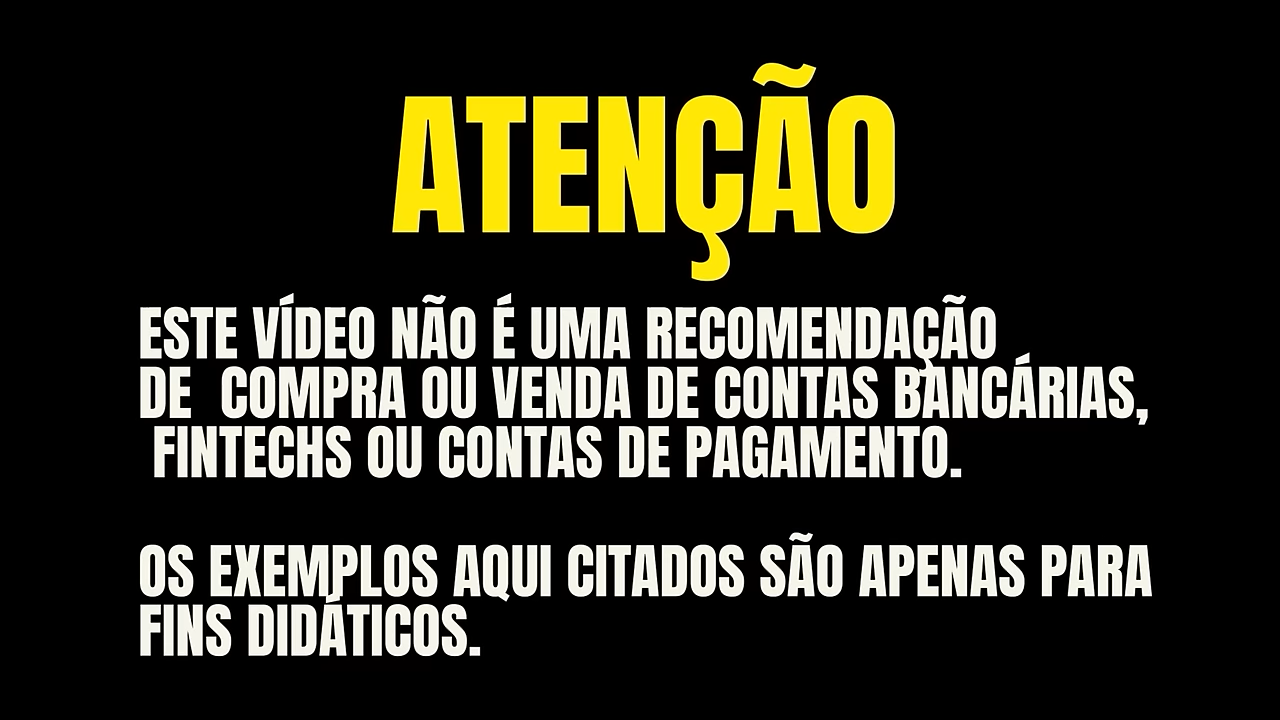 ATENÇÃO
ESTE VÍDEO NÃO É UMA RECOMENDAÇÃO
DE COMPRA OU VENDA DE CONTAS BANCÁRIAS,
FINTECHS OU CONTAS DE PAGAMENTO.
OS EXEMPLOS AQUI CITADOS SÃO APENAS PARA
FINS DIDÁTICOS.